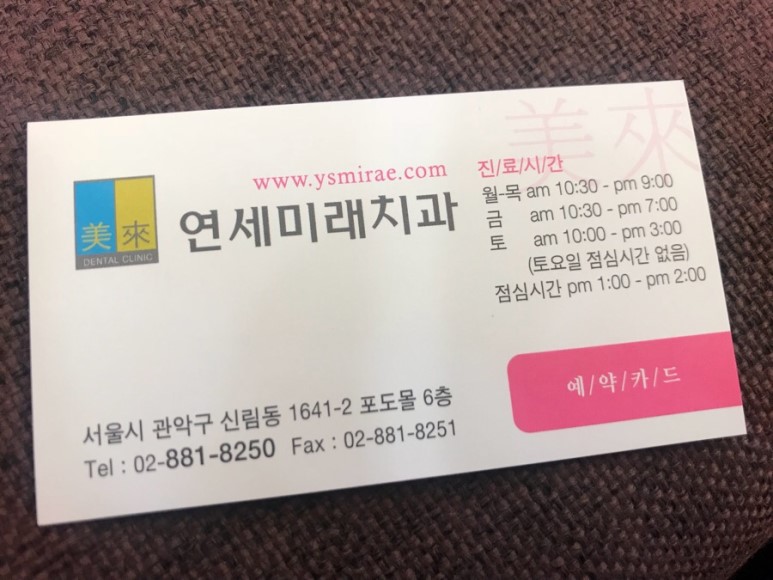 美來
www.ysmirae.com
美來
DENTAL CLINIC
연세미래치과
진/료/시/간
월-목 am 10:30 - pm 9:00
금 am 10:30 - pm 7:00
토 am 10:00 - pm 3:00
(토요일 점심시간 없음)
점심시간 pm 1:00 - pm 2:00
예/약/카/드
서울시 관악구 신림동 1641-2 포도몰 6층
Tel : 02-881-8250 Fax : 02-881-8251